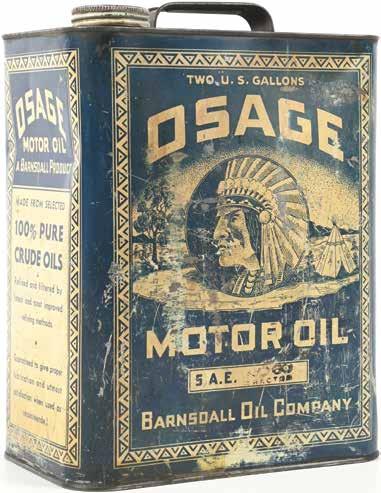 TWO U.S. GALLONS
OSAGE
MOTOR OIL
S.A.E.
BARNSDALL OIL COMPANY
OSAGE
MOTOR OIL
A BARNSDALL PRODUCT
MADE FROM SELECTED
100% PURE
CRUDE OILS
Refined and filtered by
latest and most improved
refining methods.
Guaranteed to give proper
lubrication and utmost
satisfaction when used as
recommended.